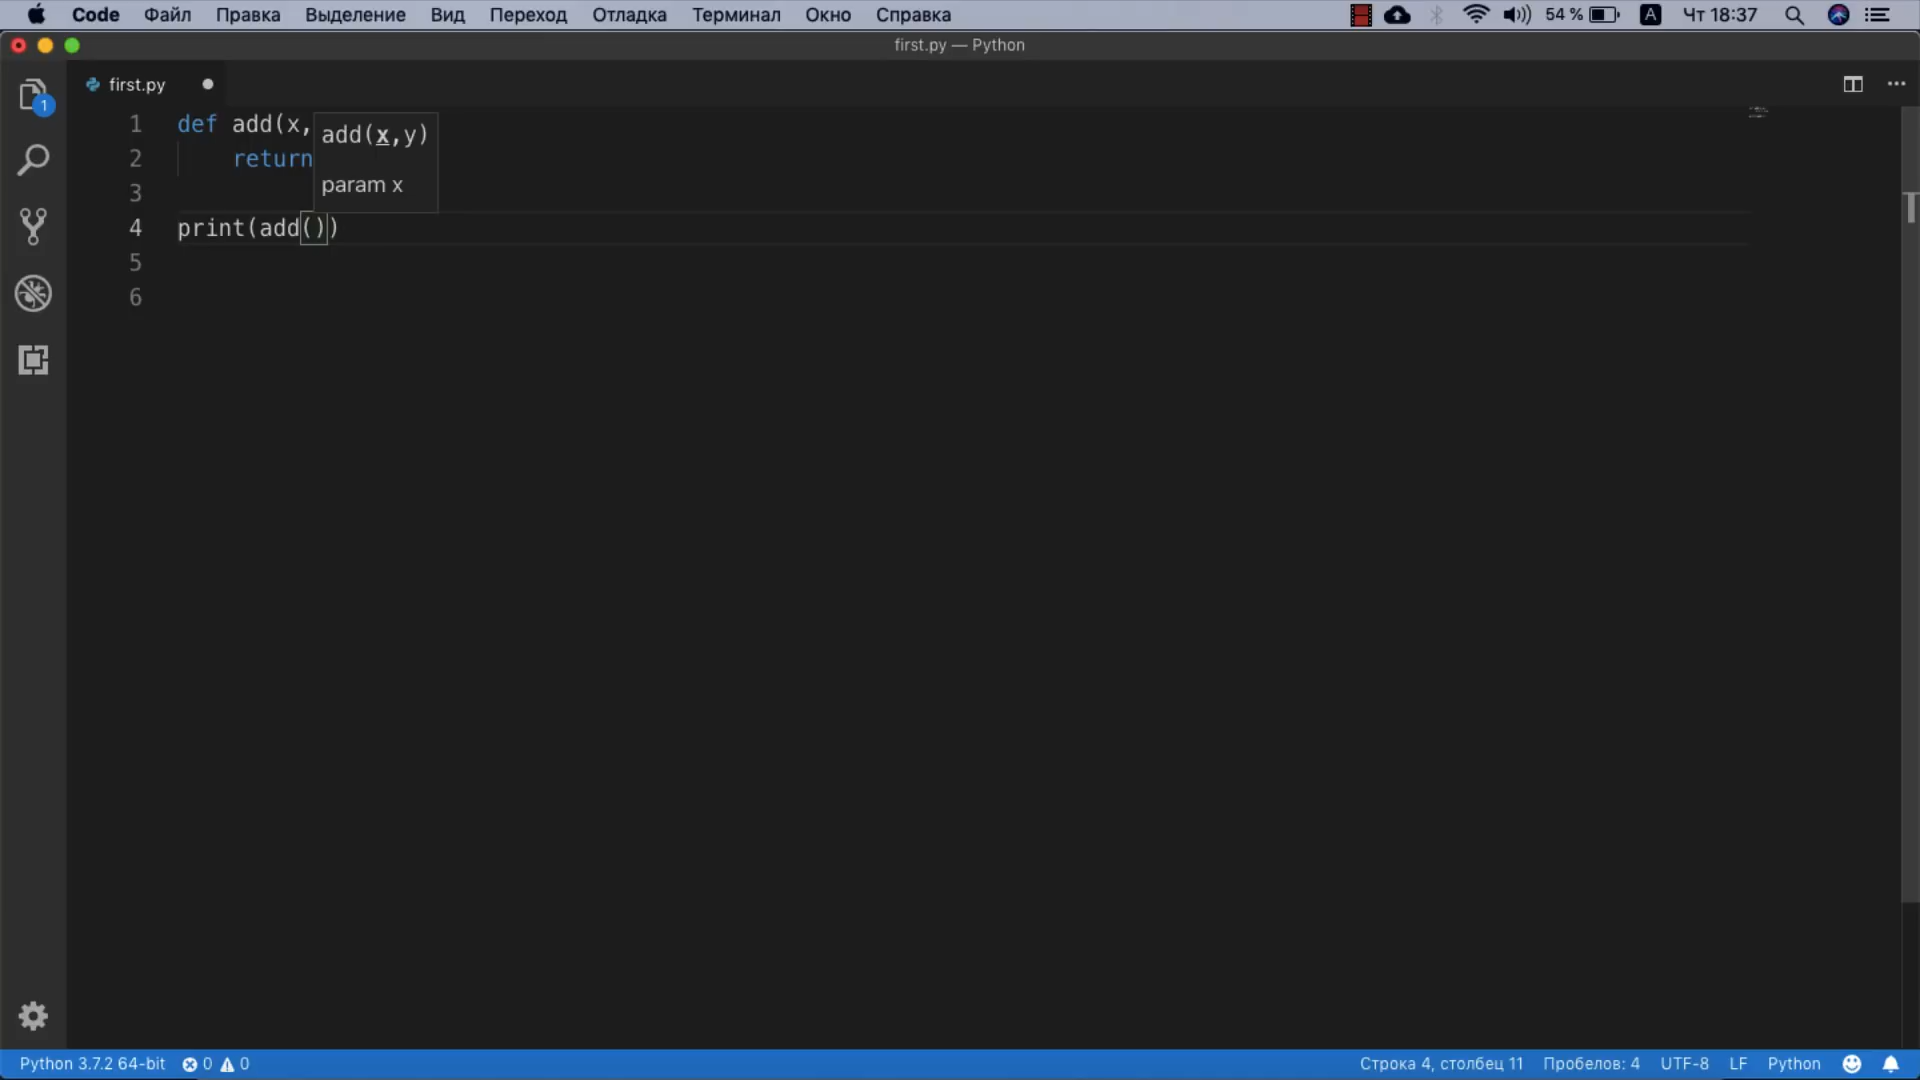 Code Файл Правка Выделение Вид Переход Отладка Терминал Окно Справка 54 % A Чт 18:37
first.py — Python
1 first.py
1 def add(x,
2 return
add(x,y)
param x
3
4 print(add())
5
6
Python 3.7.2 64-bit 0 0 Строка 4, столбец 11 Пробелов: 4 UTF-8 LF Python